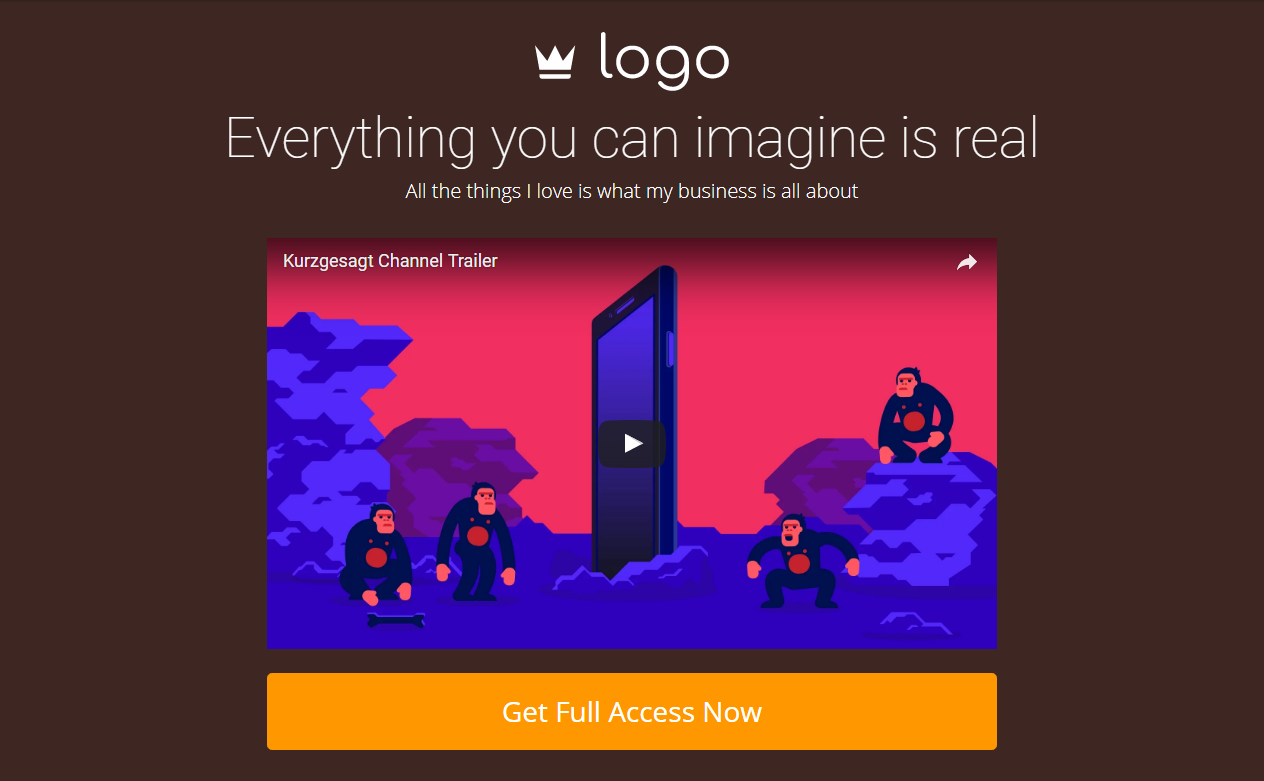 logo
Everything you can imagine is real
All the things I love is what my business is all about
Kurzgesagt Channel Trailer
Get Full Access Now